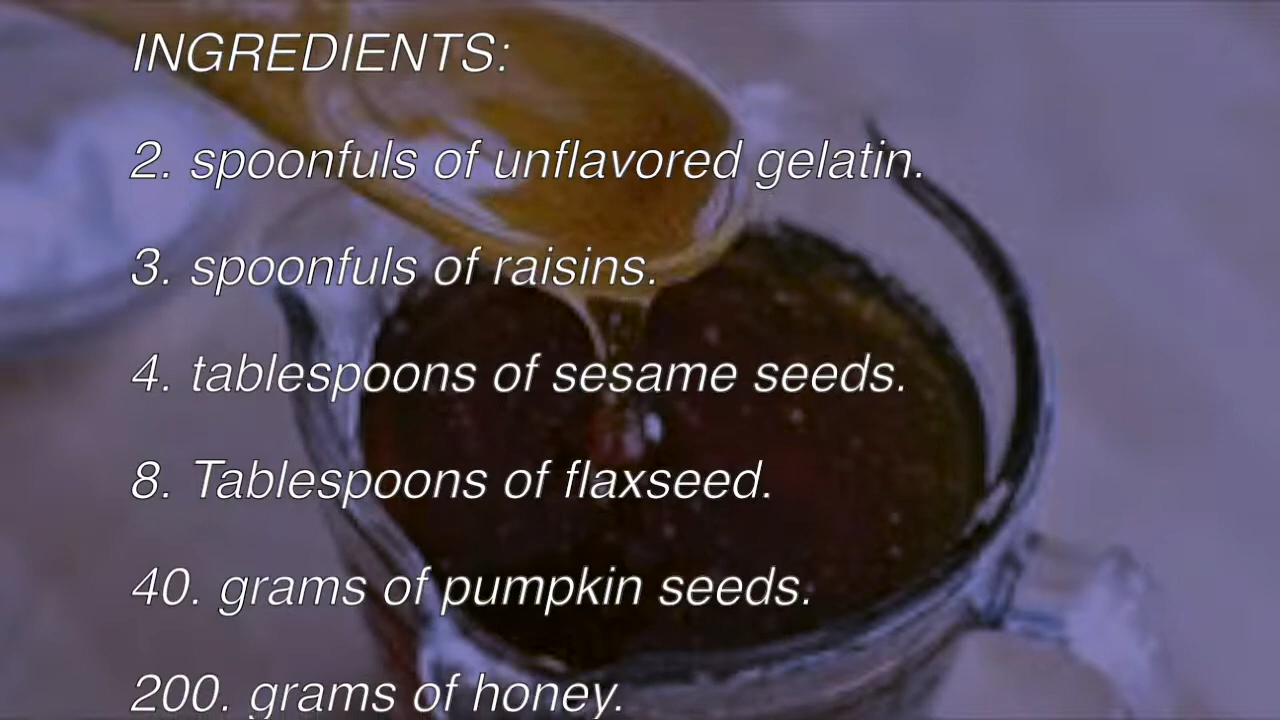 INGREDIENTS:
2. spoonfuls of unflavored gelatin.
3. spoonfuls of raisins.
4. tablespoons of sesame seeds.
8. Tablespoons of flaxseed.
40. grams of pumpkin seeds.
200. grams of honey.